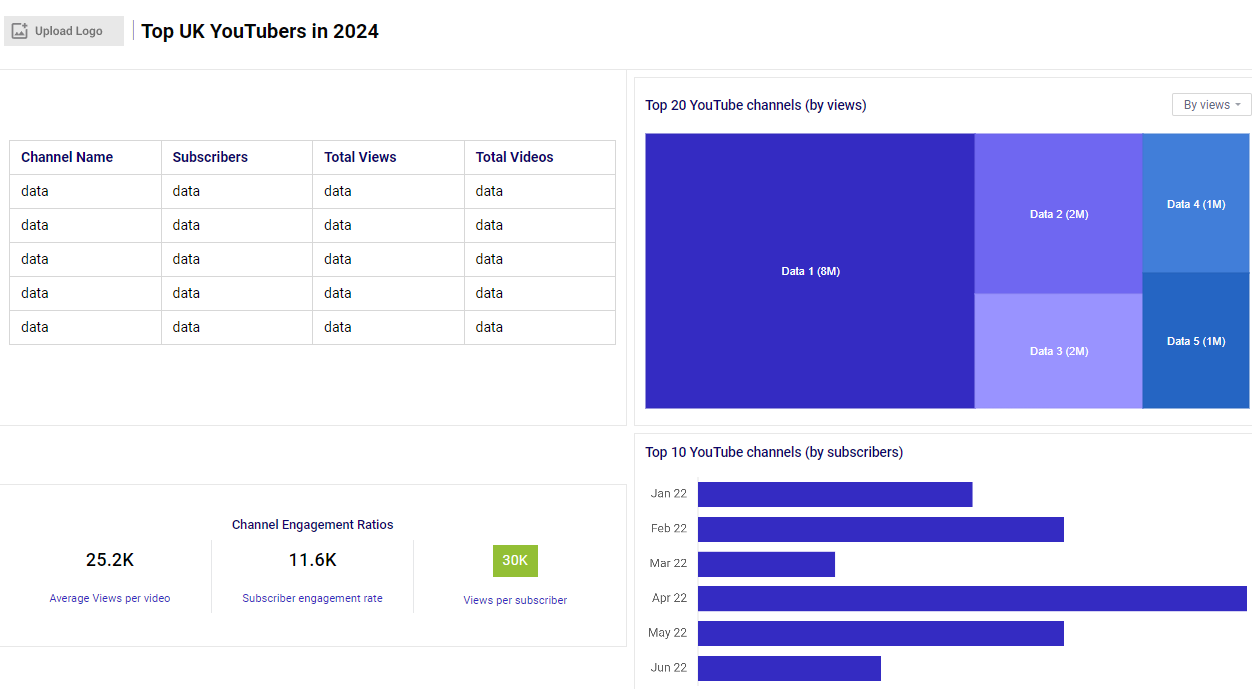 Upload Logo
Top UK YouTubers in 2024
Channel Name Subscribers Total Views Total Videos
data data data data
data data data data
data data data data
data data data data
data data data data
Channel Engagement Ratios
25.2K 11.6K 30K
Average Views per video Subscriber engagement rate Views per subscriber
Top 20 YouTube channels (by views)
By views
Data 1 (8M)
Data 2 (2M)
Data 3 (2M)
Data 4 (1M)
Data 5 (1M)
Top 10 YouTube channels (by subscribers)
Jan 22
Feb 22
Mar 22
Apr 22
May 22
Jun 22